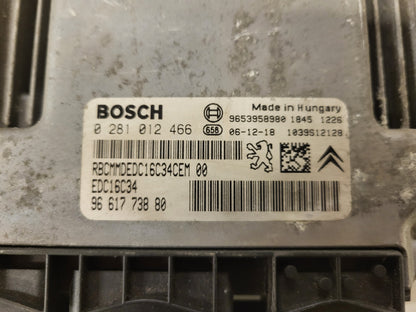 BOSCH
Made in Hungary
9653958980 1845 1226
0 281 012 466 658 06-12-18 1039S12128
RBCMMDEDC16C34CEM 00
EDC16C34
96 617 738 80